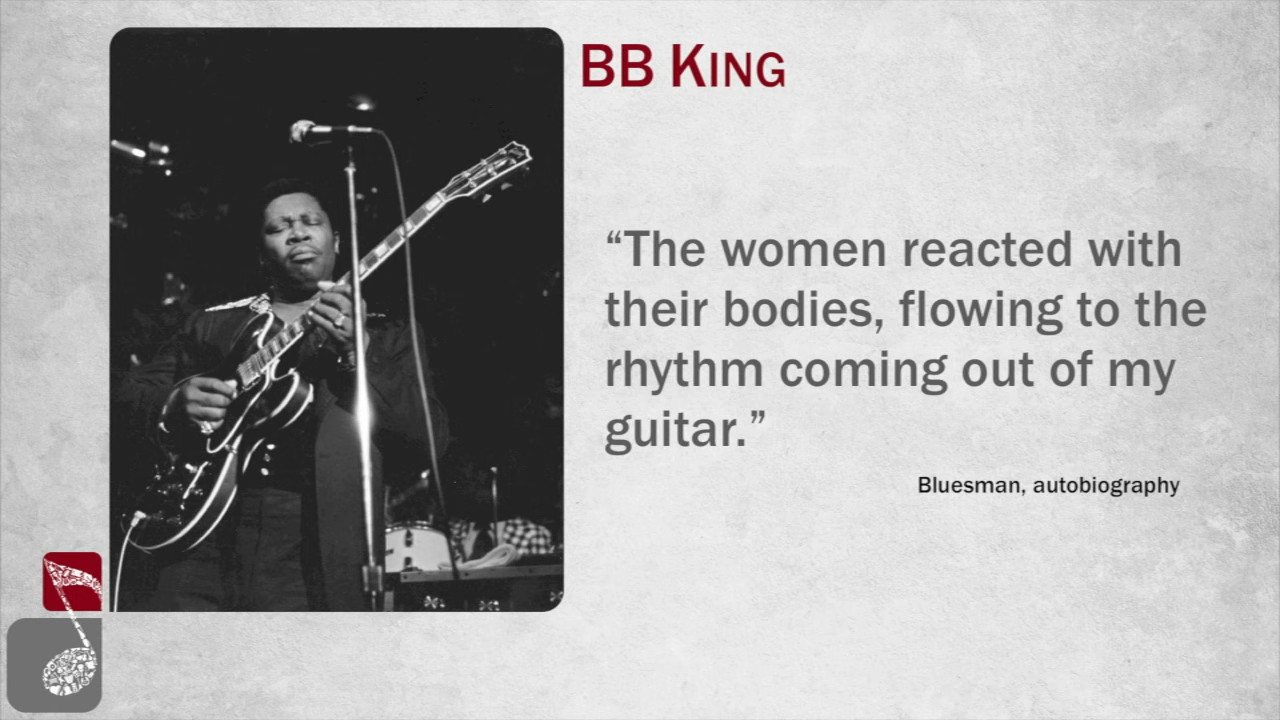 BB KING
“The women reacted with
their bodies, flowing to the
rhythm coming out of my
guitar.”
Bluesman, autobiography